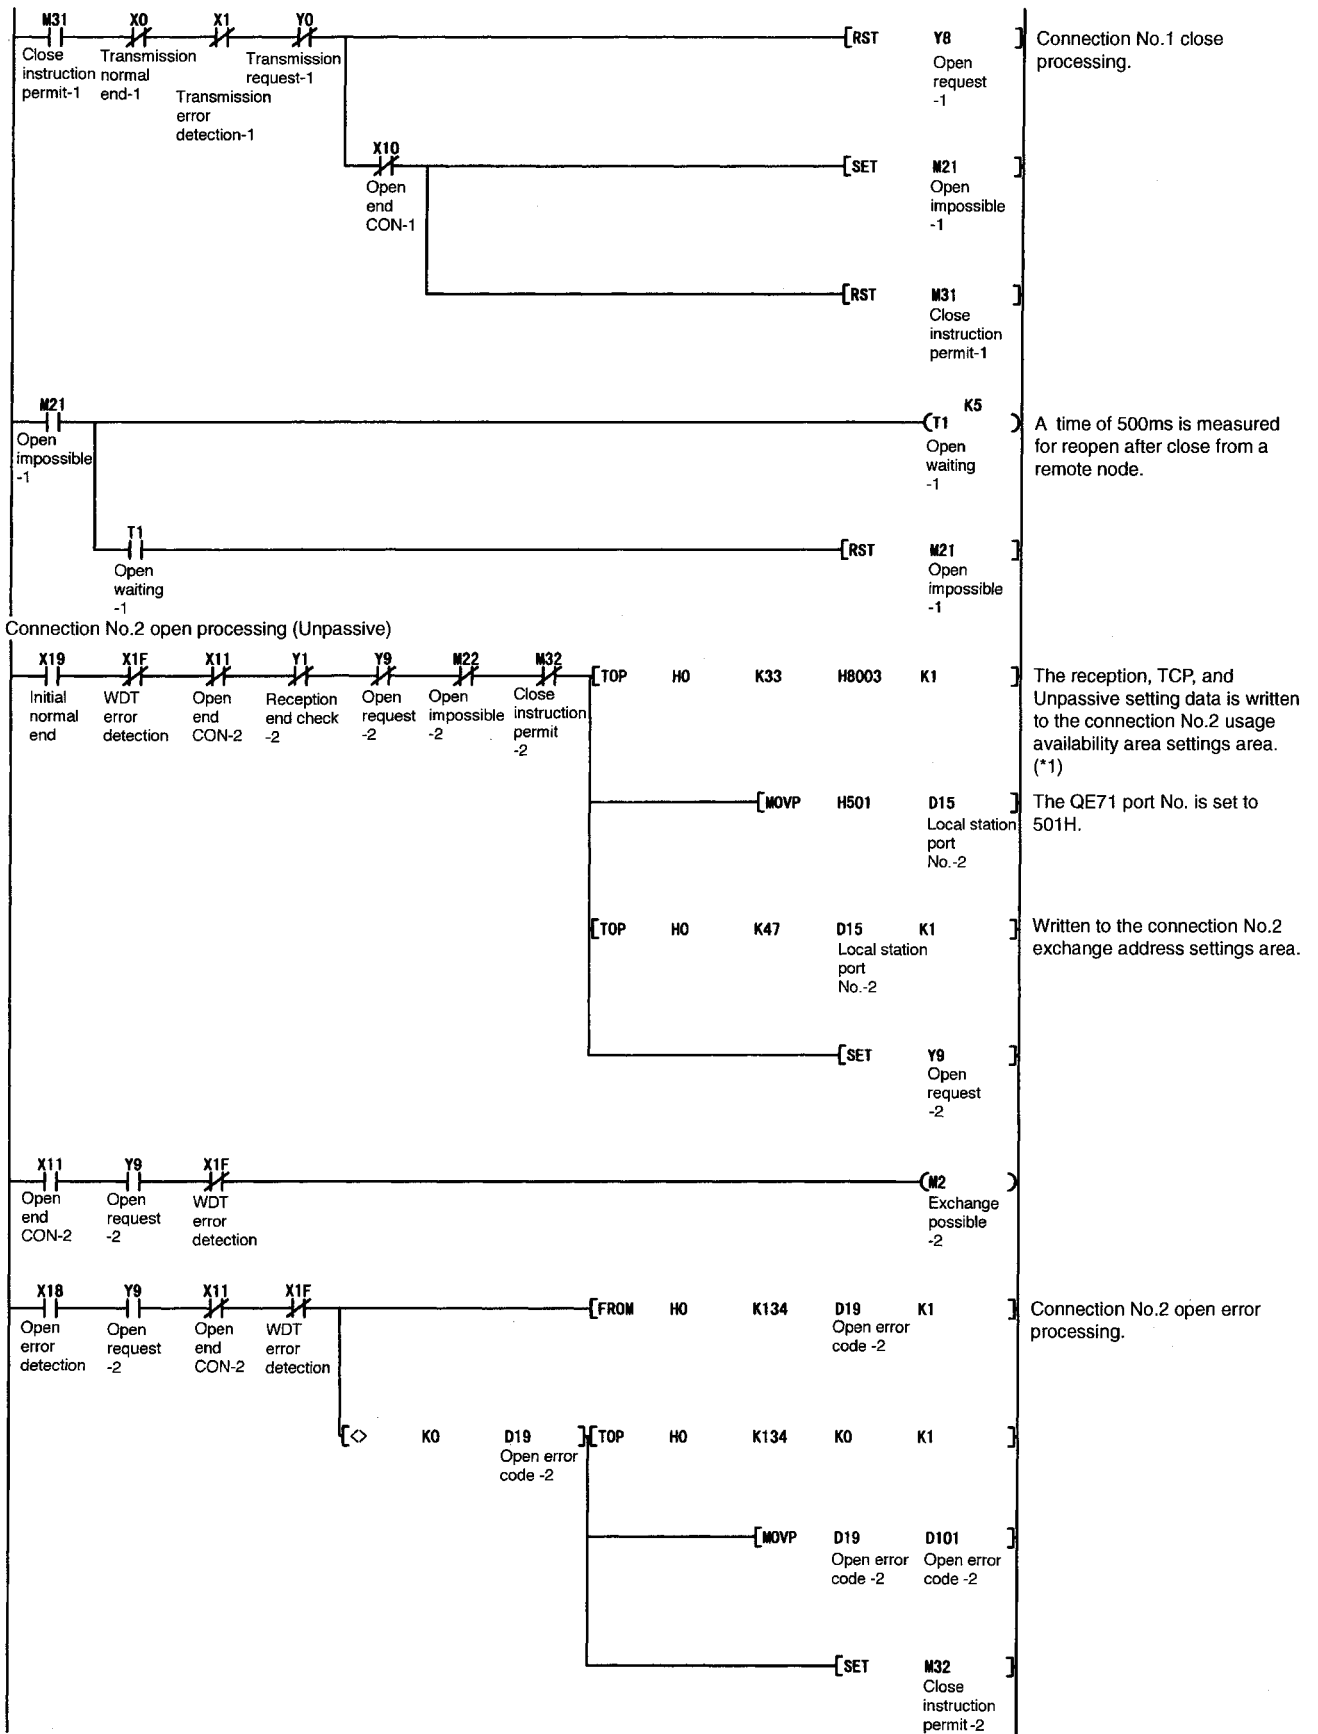 M31 X0 X1 Y0
[RST Y8 ]
Connection No.1 close
processing.
Close
instruction
permit-1
Transmission
normal
end-1
Transmission
error
detection-1
Transmission
request-1
Open
request
-1
X10
[SET M21 ]
Open
end
CON-1
Open
impossible
-1
[RST M31 ]
Close
instruction
permit-1
M21
K5
(T1 )
A time of 500ms is measured
for reopen after close from a
remote node.
Open
impossible
-1
Open
waiting
-1
T1
[RST M21 ]
Open
waiting
-1
Open
impossible
-1
Connection No.2 open processing (Unpassive)
X19 X1F X11 Y1 Y9 M22 M32
[TOP H0 K33 H8003 K1 ]
The reception, TCP, and
Unpassive setting data is written
to the connection No.2 usage
availability area settings area.
(*1)
Initial
normal
end
WDT
error
detection
Open
end
CON-2
Reception
end check
-2
Open
request
-2
Open
impossible
-2
Close
instruction
permit
-2
[MOVP H501 D15 ]
The QE71 port No. is set to
501H.
Local station
port
No.-2
[TOP H0 K47 D15 K1 ]
Written to the connection No.2
exchange address settings area.
Local station
port
No.-2
[SET Y9 ]
Open
request
-2
X11 Y9 X1F
(M2 )
Open
end
CON-2
Open
request
-2
WDT
error
detection
Exchange
possible
-2
X18 Y9 X11 X1F
[FROM H0 K134 D19 K1 ]
Connection No.2 open error
processing.
Open
error
detection
Open
request
-2
Open
end
CON-2
WDT
error
detection
Open error
code -2
[<> K0 D19 ]
Open error
code -2
[TOP H0 K134 K0 K1 ]
[MOVP D19 D101 ]
Open error
code -2
Open error
code -2
[SET M32 ]
Close
instruction
permit-2